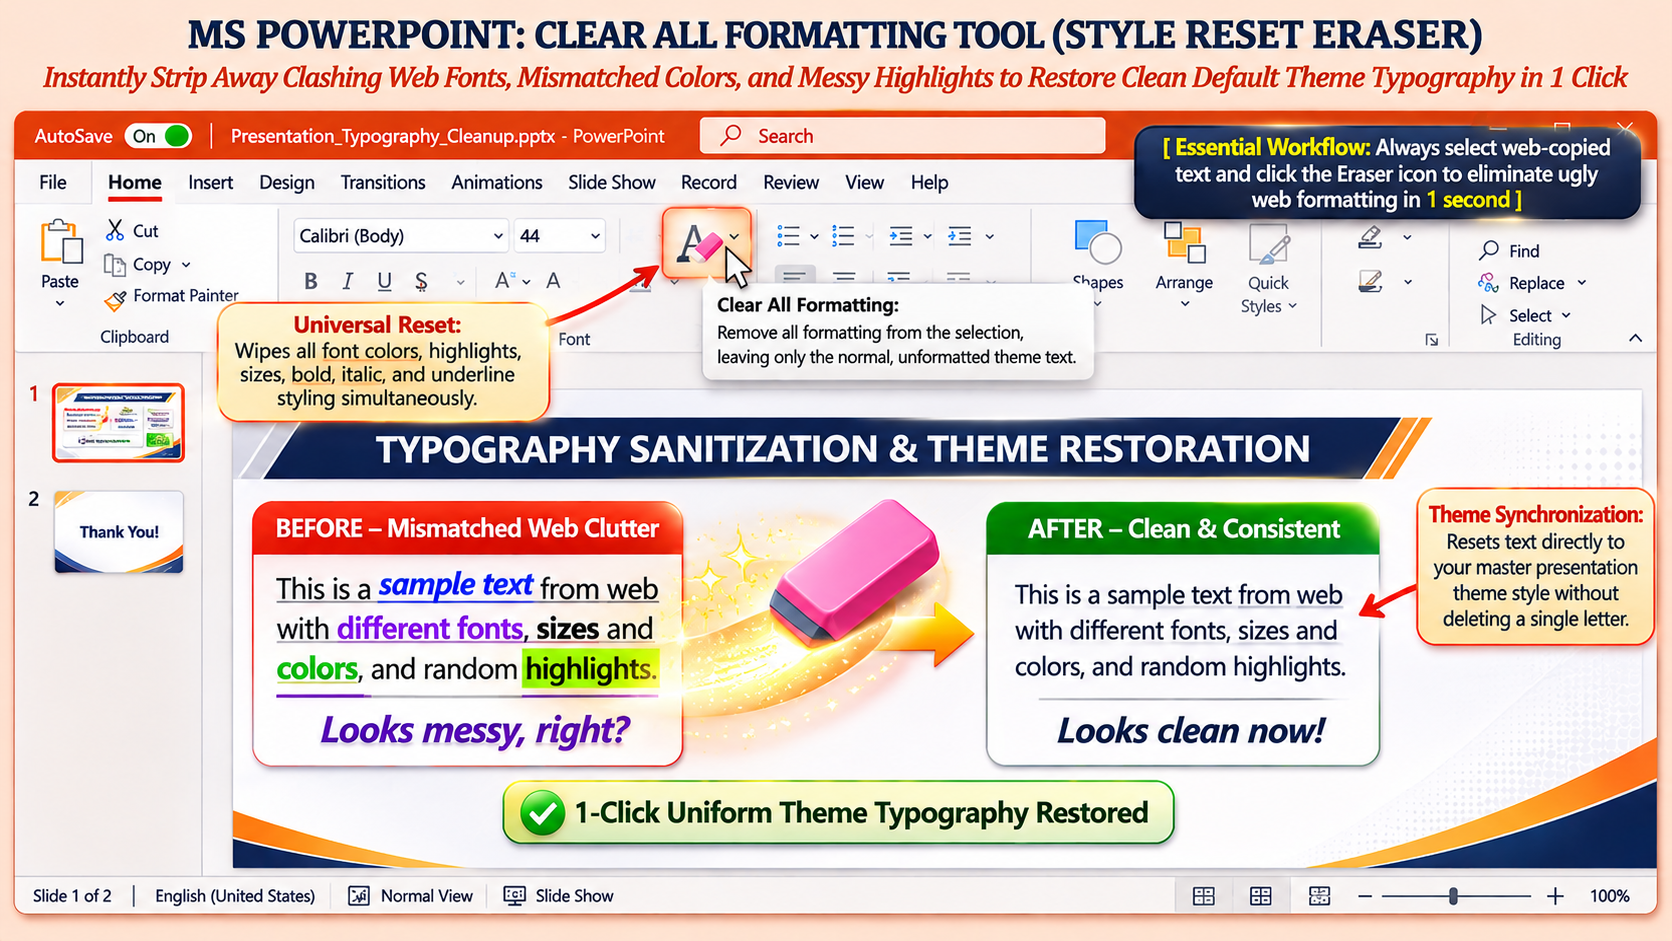 MS POWERPOINT: CLEAR ALL FORMATTING TOOL (STYLE RESET ERASER)
Instantly Strip Away Clashing Web Fonts, Mismatched Colors, and Messy Highlights to Restore Clean Default Theme Typography in 1 Click
AutoSave On Presentation_Typography_Cleanup.pptx - PowerPoint Search
[ Essential Workflow: Always select web-copied
text and click the Eraser icon to eliminate ugly
web formatting in 1 second ]
File Home Insert Design Transitions Animations Slide Show Record Review View Help
Paste
Cut
Copy
Format Painter
Clipboard
Calibri (Body) 44
B I U S A A
Font
A
Shapes Arrange Quick
Styles
Find
Replace
Select
Editing
Universal Reset:
Wipes all font colors, highlights,
sizes, bold, italic, and underline
styling simultaneously.
Clear All Formatting:
Remove all formatting from the selection,
leaving only the normal, unformatted theme text.
1
2
Thank You!
TYPOGRAPHY SANITIZATION & THEME RESTORATION
BEFORE – Mismatched Web Clutter
This is a sample text from web
with different fonts, sizes and
colors, and random highlights.
Looks messy, right?
AFTER – Clean & Consistent
This is a sample text from web
with different fonts, sizes and
colors, and random highlights.
Looks clean now!
Theme Synchronization:
Resets text directly to
your master presentation
theme style without
deleting a single letter.
1-Click Uniform Theme Typography Restored
Slide 1 of 2 English (United States) Normal View Slide Show 100%